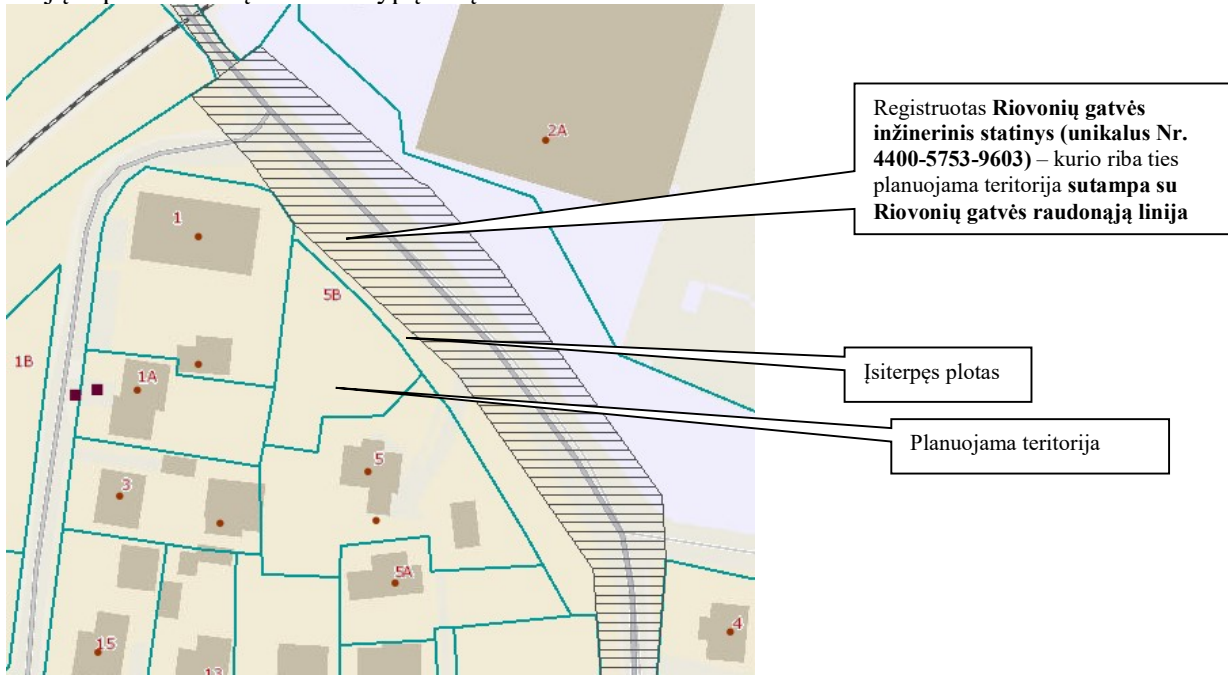 Registruotas Riovonių gatvės
inžinerinis statinys (unikalus Nr.
4400-5753-9603) – kurio riba ties
planuojama teritorija sutampa su
Riovonių gatvės raudonąją linija
2A
1
5B
1B
1A
Įsiterpęs plotas
Planuojama teritorija
5
3
5A
4
15
13